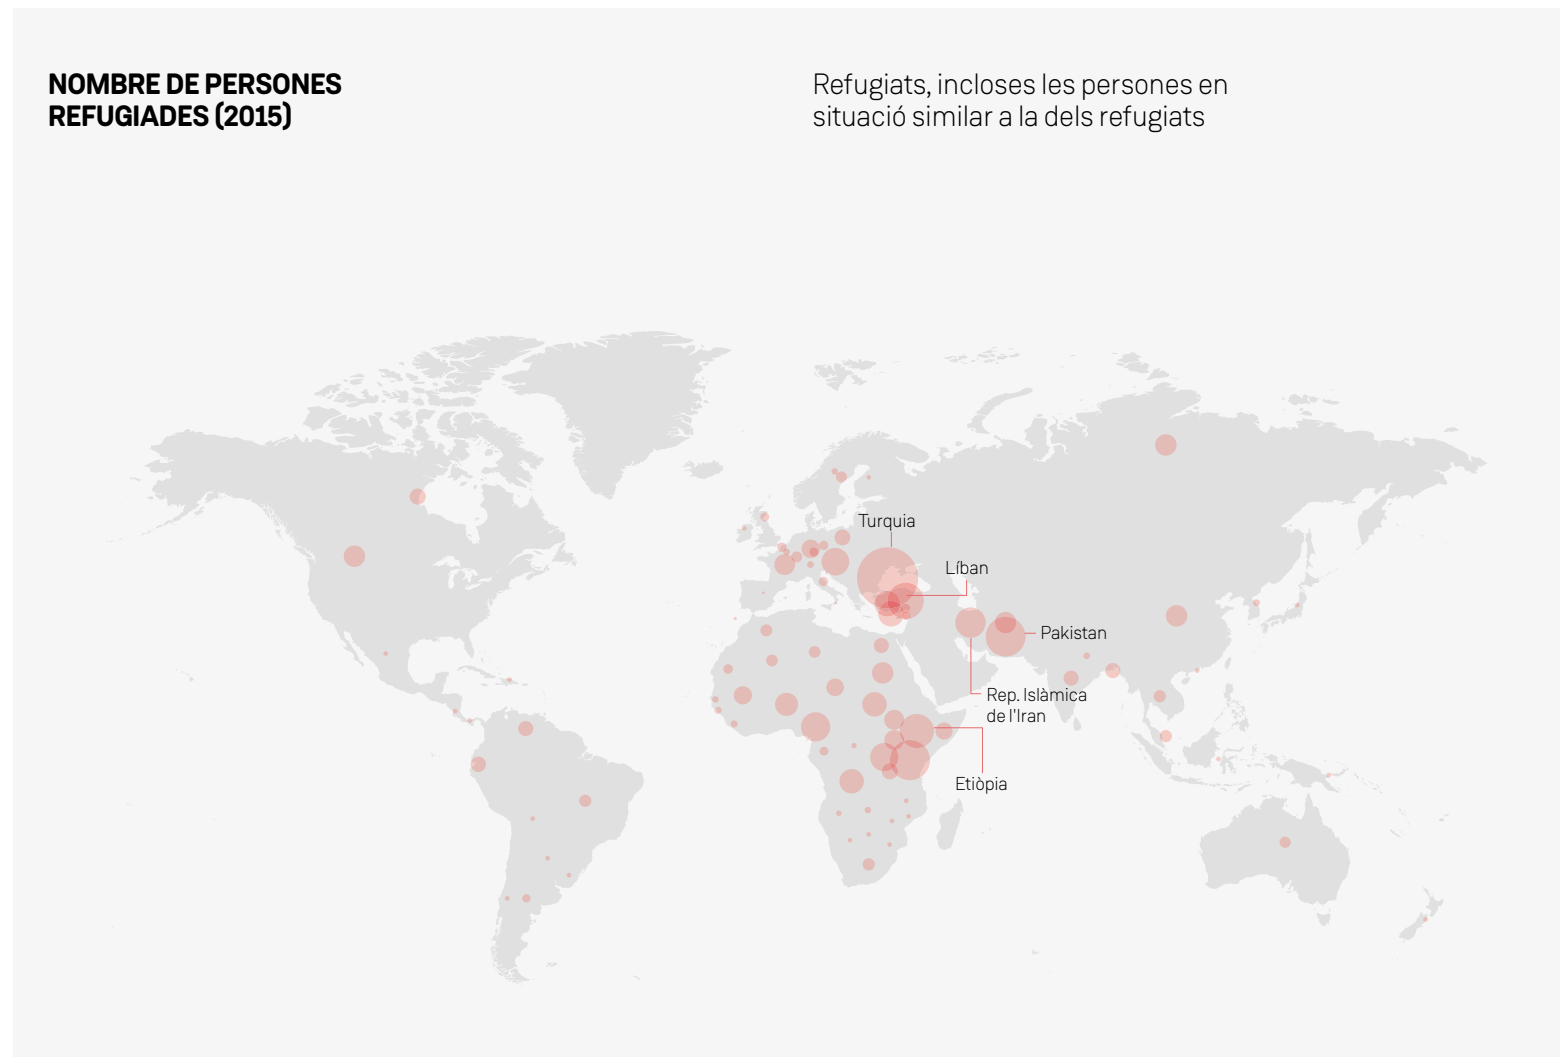 NOMBRE DE PERSONES
REFUGIADES (2015)
Refugiats, incloses les persones en
situació similar a la dels refugiats
Turquia
Líban
Pakistan
Rep. Islàmica
de l'Iran
Etiòpia